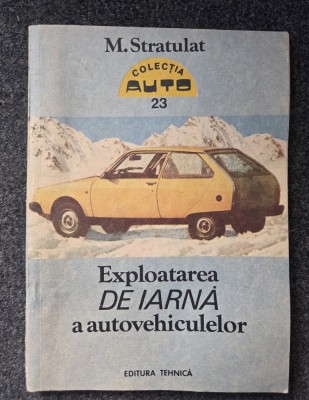 M. Stratulat
COLECȚIA
AUTO
23
Exploatarea
DE IARNĂ
a autovehiculelor
EDITURA TEHNICĂ